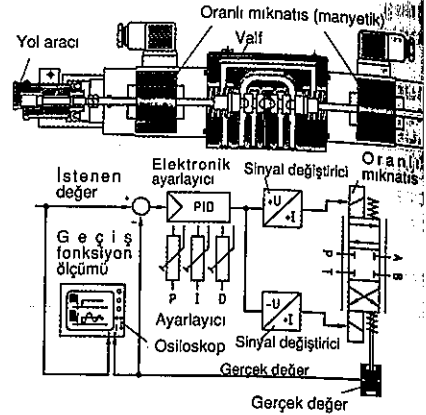 Oranlı mıknatıs (manyetik)
Yol aracı
Valf
İstenen
değer
Elektronik
ayarlayıcı
Sinyal değiştirici
Oranlı
mıknatıs
PID
+U
+I
Geçiş
fonksiyon
ölçümü
P I D
Ayarlayıcı
P T
A B
-U
+I
Osiloskop
Sinyal değiştirici
Gerçek değer
Gerçek değer